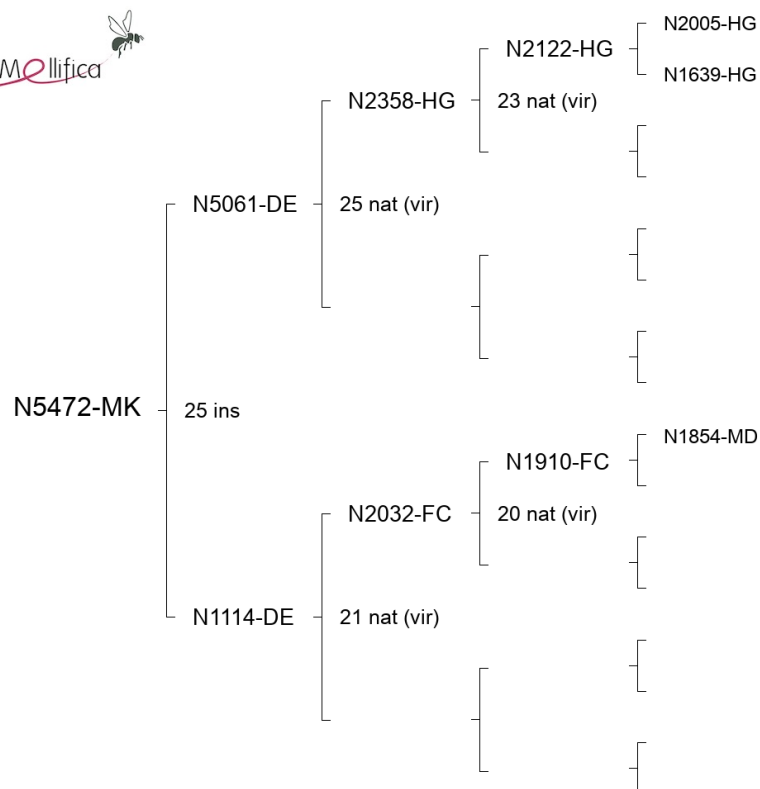 Mellifica
N2005-HG
N2122-HG
N1639-HG
N2358-HG
23 nat (vir)
N5061-DE
25 nat (vir)
N5472-MK
25 ins
N1854-MD
N1910-FC
N2032-FC
20 nat (vir)
N1114-DE
21 nat (vir)